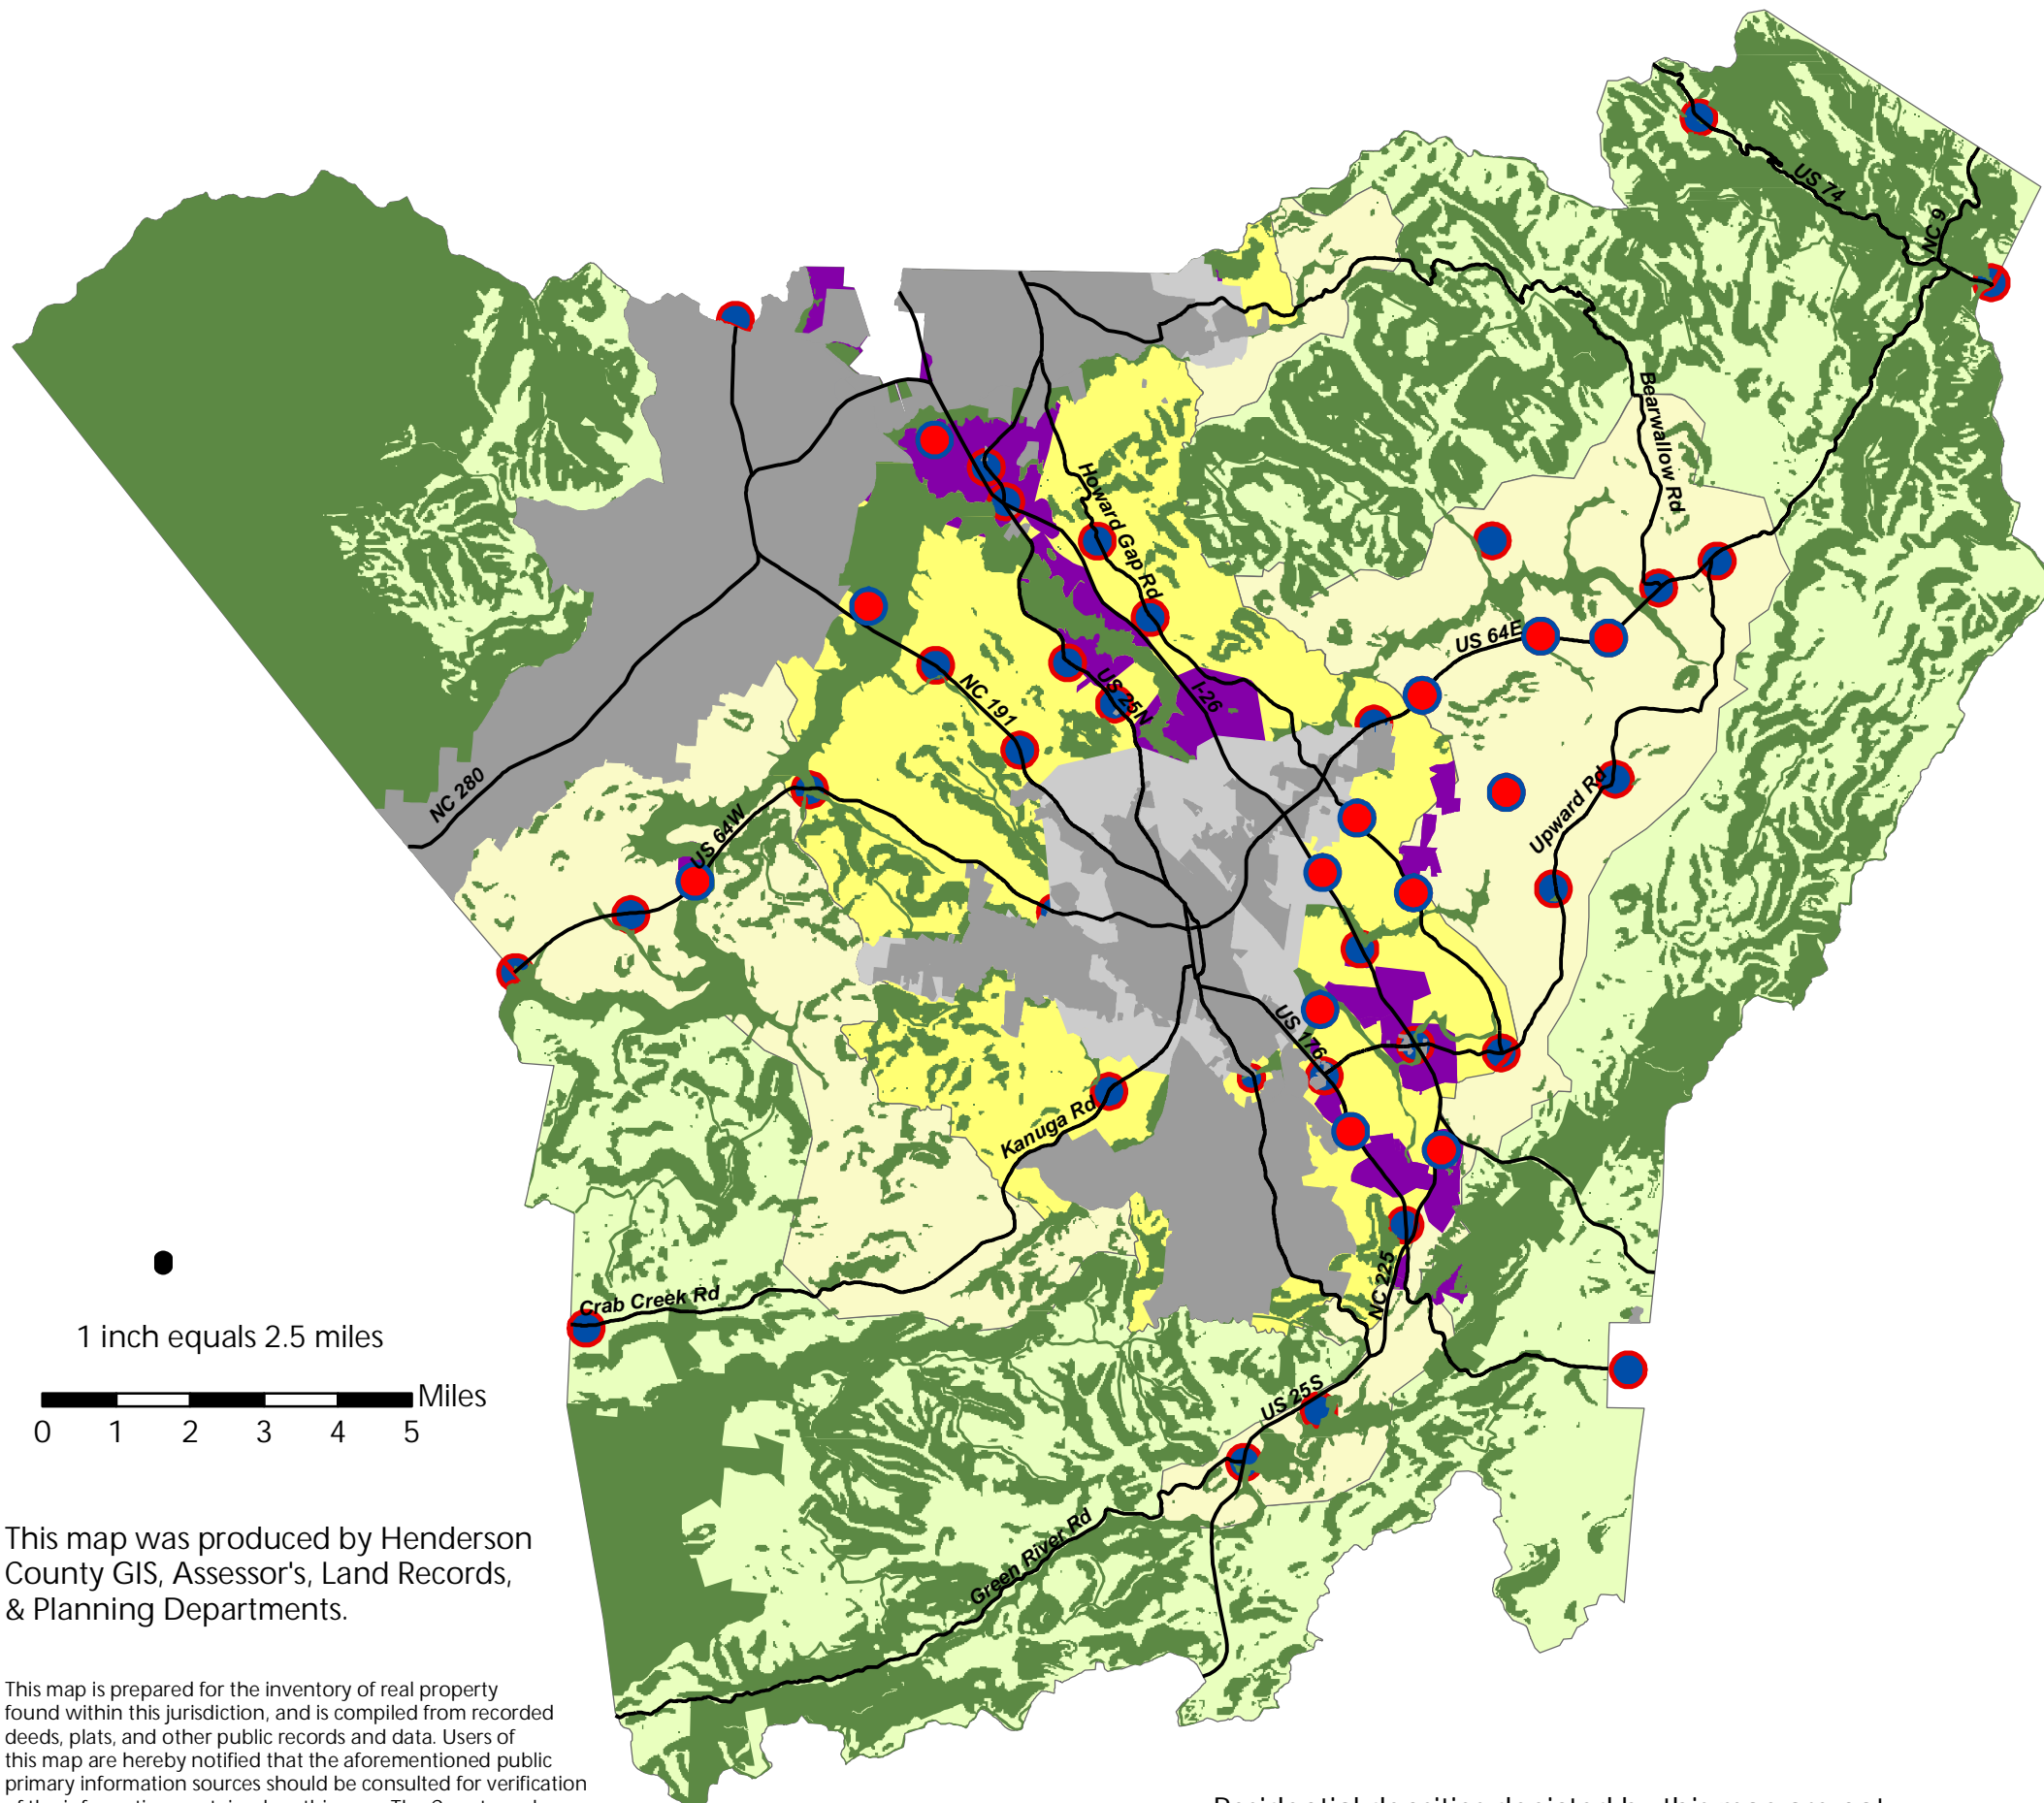 US 74
NC 9
Bearwallow Rd
Howard Gap Rd
US 64E
NC 191
US 25N
I-26
NC 280
US 64W
Upward Rd
US 176
Kanuga Rd
NC 225
Crab Creek Rd
US 25S
Green River Rd
1 inch equals 2.5 miles
Miles
0 1 2 3 4 5
This map was produced by Henderson
County GIS, Assessor's, Land Records,
& Planning Departments.
This map is prepared for the inventory of real property
found within this jurisdiction, and is compiled from recorded
deeds, plats, and other public records and data. Users of
this map are hereby notified that the aforementioned public
primary information sources should be consulted for verification